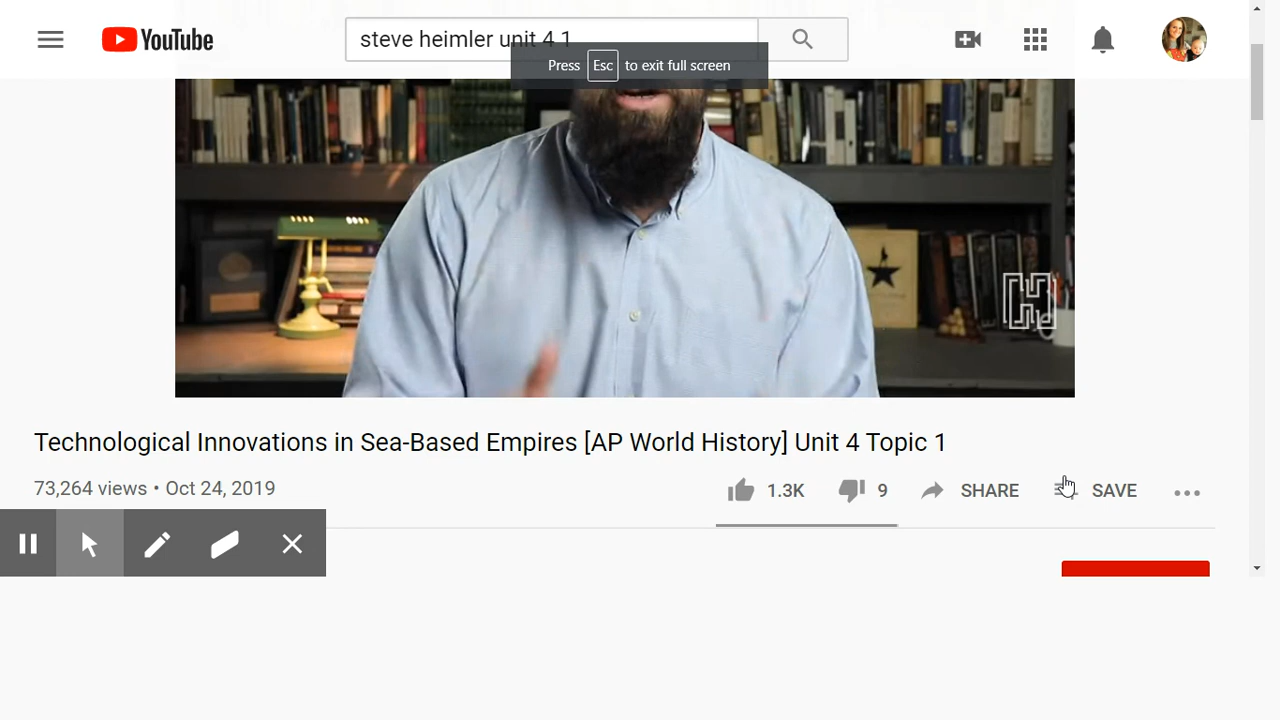 YouTube
steve heimler unit 4 1
Press Esc to exit full screen
Technological Innovations in Sea-Based Empires [AP World History] Unit 4 Topic 1
73,264 views • Oct 24, 2019
1.3K
9
SHARE
SAVE